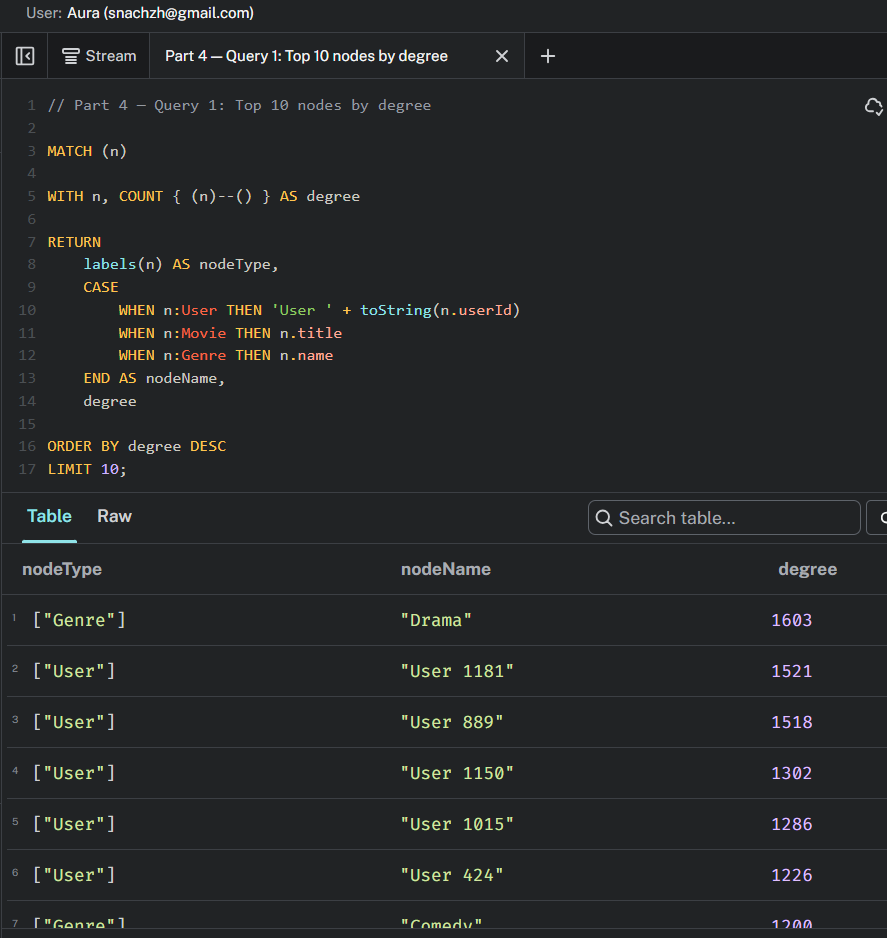 User: Aura (snachzh@gmail.com)
Stream
Part 4 — Query 1: Top 10 nodes by degree
1 // Part 4 — Query 1: Top 10 nodes by degree
2
3 MATCH (n)
4
5 WITH n, COUNT { (n)--() } AS degree
6
7 RETURN
8 labels(n) AS nodeType,
9 CASE
10 WHEN n:User THEN 'User ' + toString(n.userId)
11 WHEN n:Movie THEN n.title
12 WHEN n:Genre THEN n.name
13 END AS nodeName,
14 degree
15
16 ORDER BY degree DESC
17 LIMIT 10;
Table Raw Search table...
nodeType nodeName degree
1 ["Genre"] "Drama" 1603
2 ["User"] "User 1181" 1521
3 ["User"] "User 889" 1518
4 ["User"] "User 1150" 1302
5 ["User"] "User 1015" 1286
6 ["User"] "User 424" 1226
7 ["Genre"] "Comedy" 1200